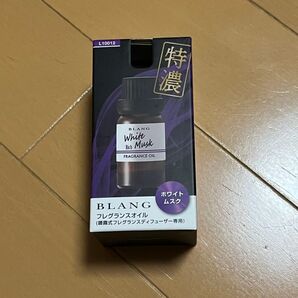 L10013
特濃
BLANG
White
Rich Musk
FRAGRANCE OIL
ホワイト
ムスク
BLANG
フレグランスオイル
(噴霧式フレグランスディフューザー専用)